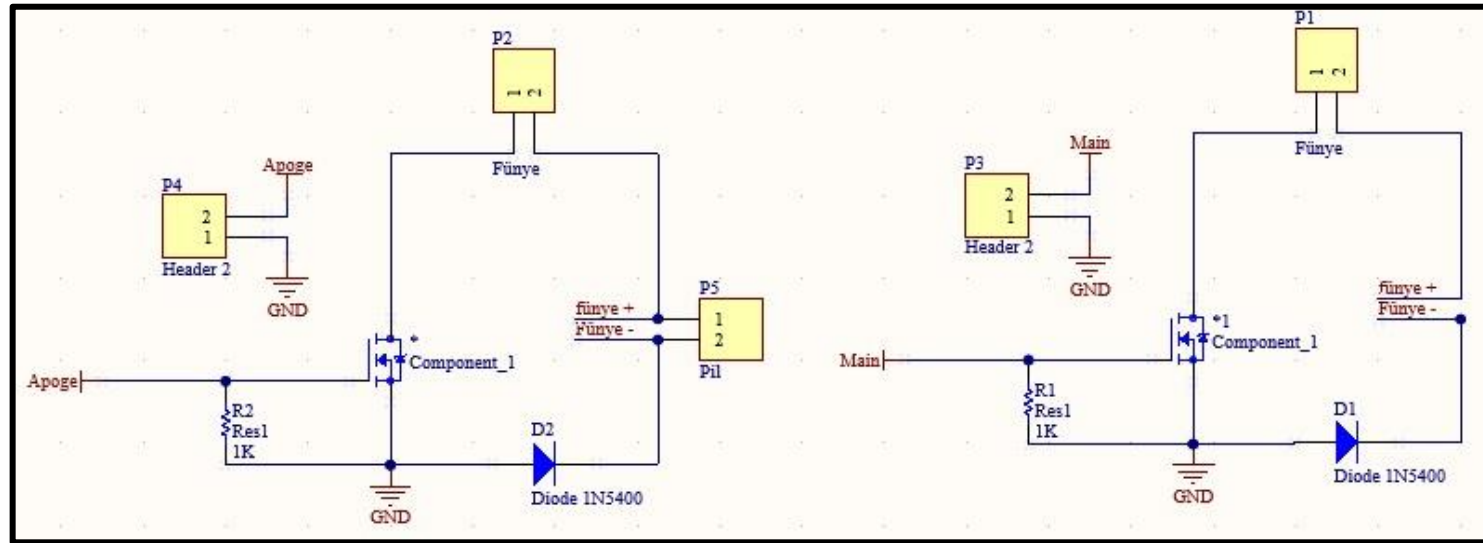 P2
1 2
Fünye
Apoge
P4
2
1
Header 2
GND
fünye +
Fünye -
P5
1
2
Pil
*
Component_1
Apoge
R2
Res1
1K
D2
Diode 1N5400
GND
P1
1 2
Fünye
Main
P3
2
1
Header 2
GND
fünye +
Fünye -
*1
Component_1
Main
R1
Res1
1K
D1
Diode 1N5400
GND